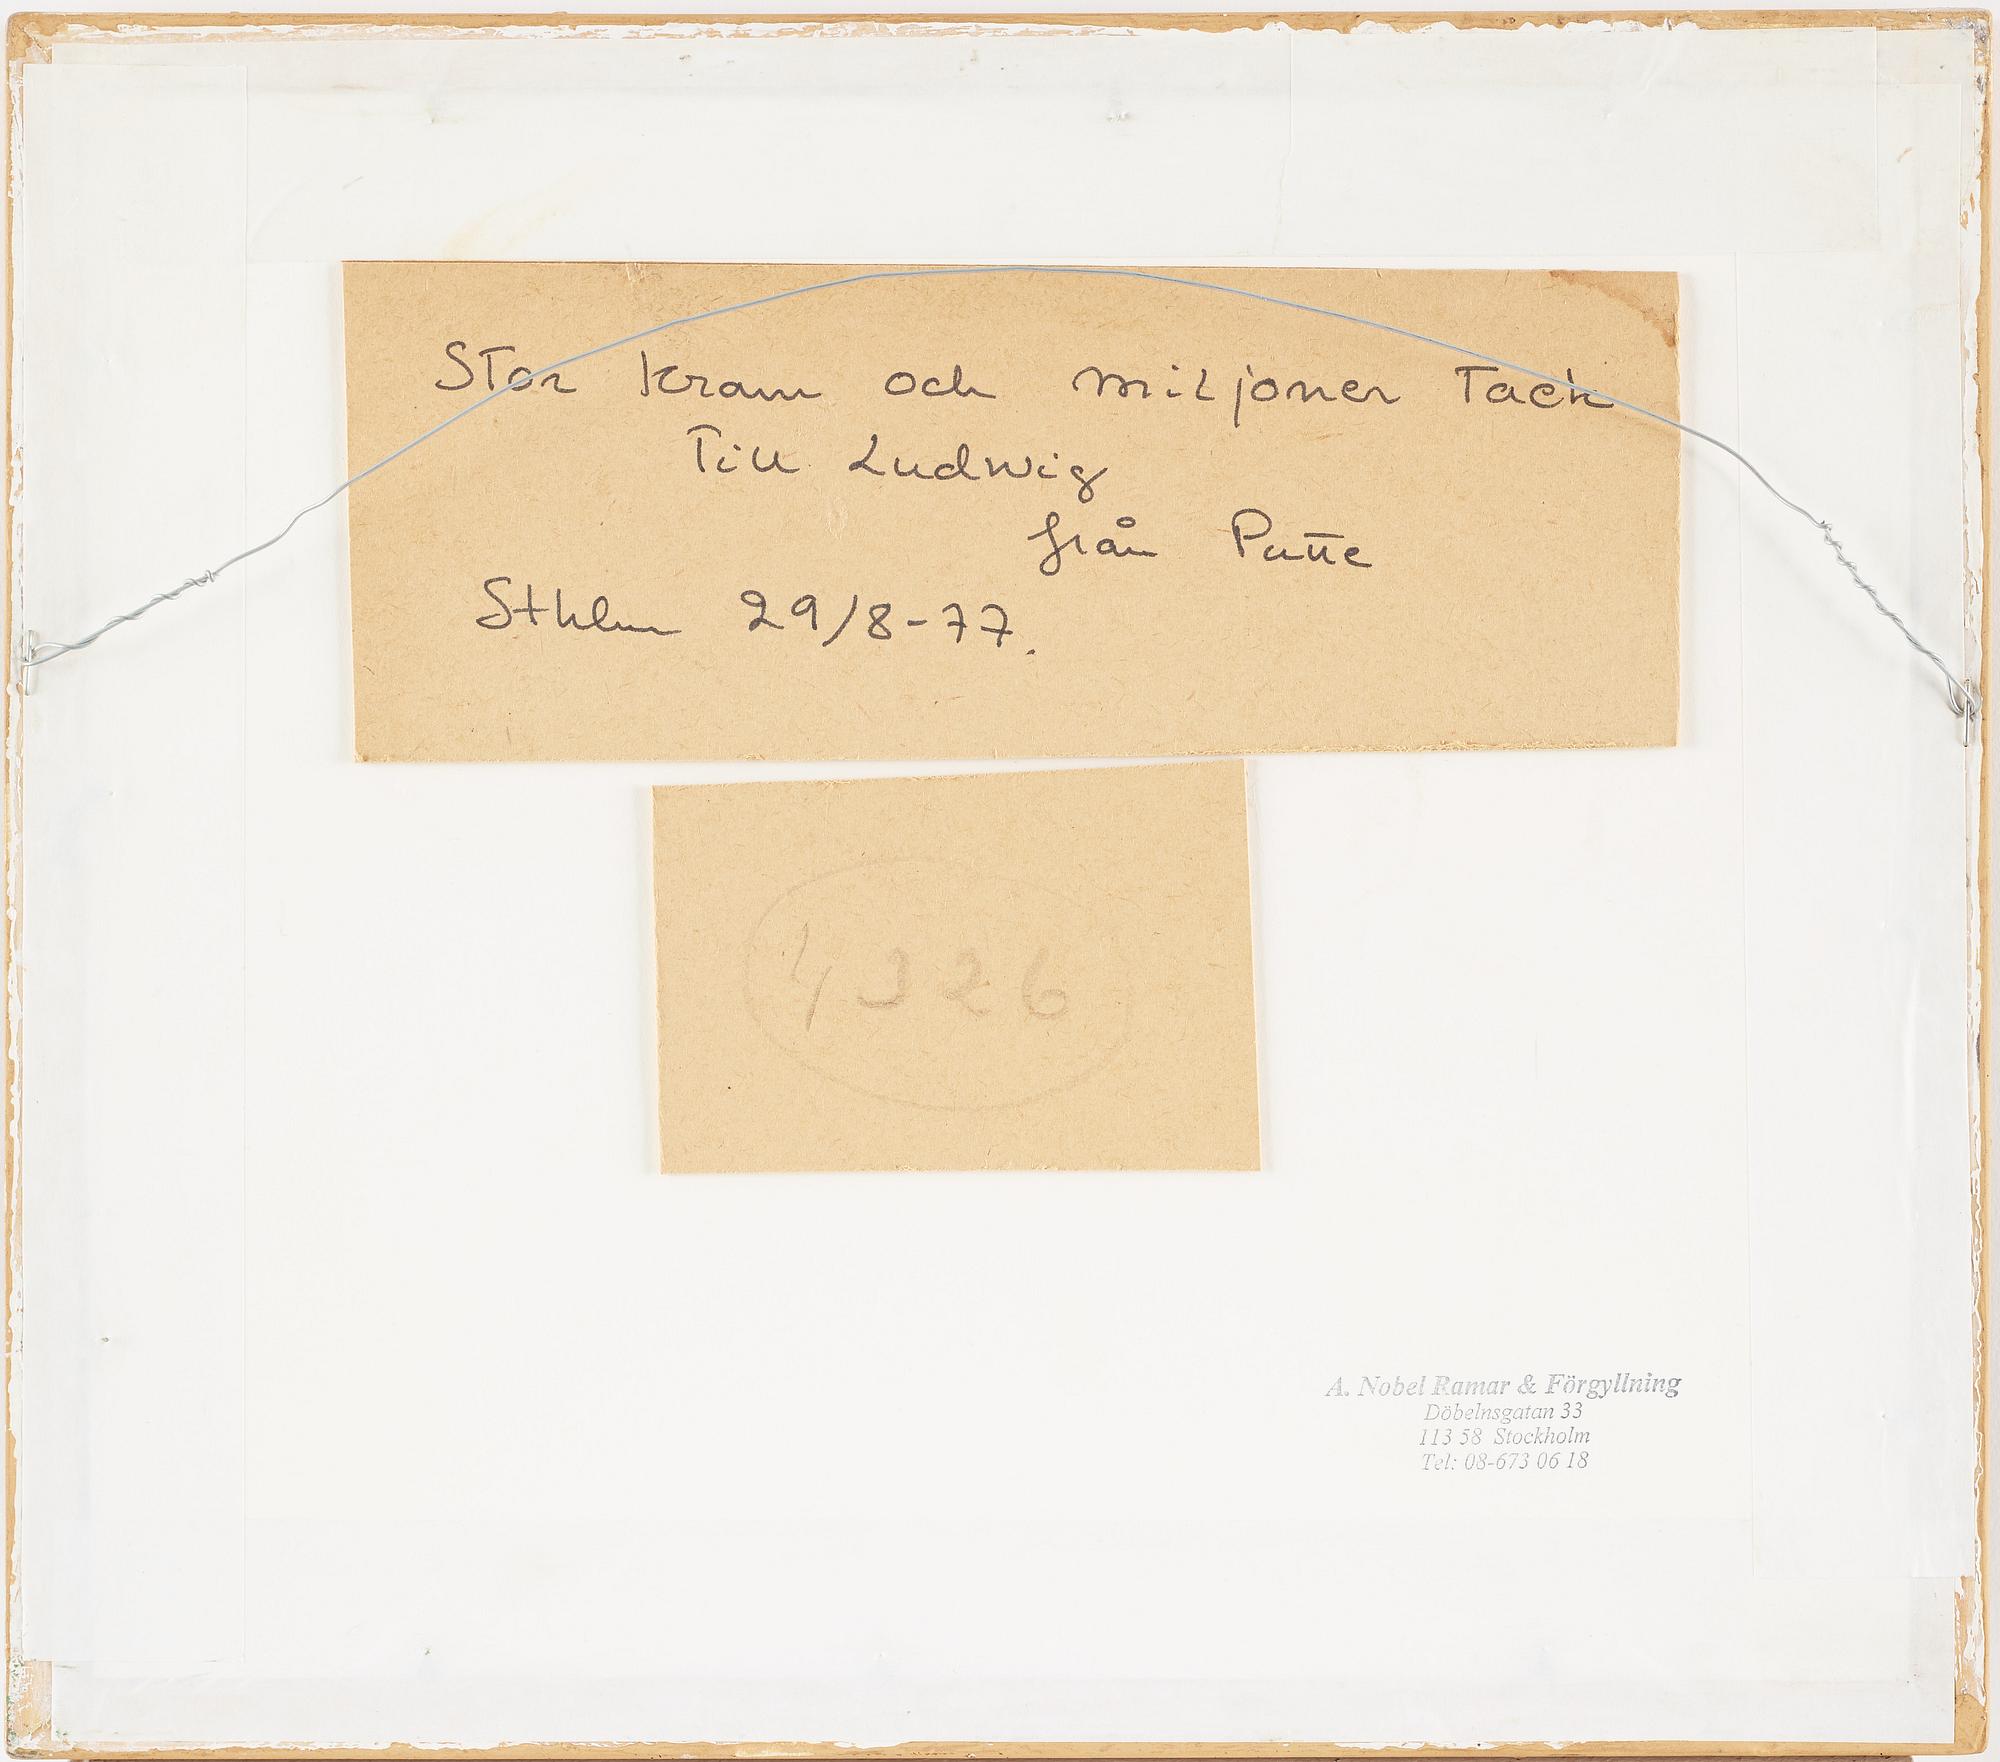 Stor kram och miljoner Tack
Till Ludwig
från Putte
Sthlm 29/8-77.
4326
A. Nobel Ramar & Förgyllning
Döbelnsgatan 33
113 58 Stockholm
Tel: 08-673 06 18